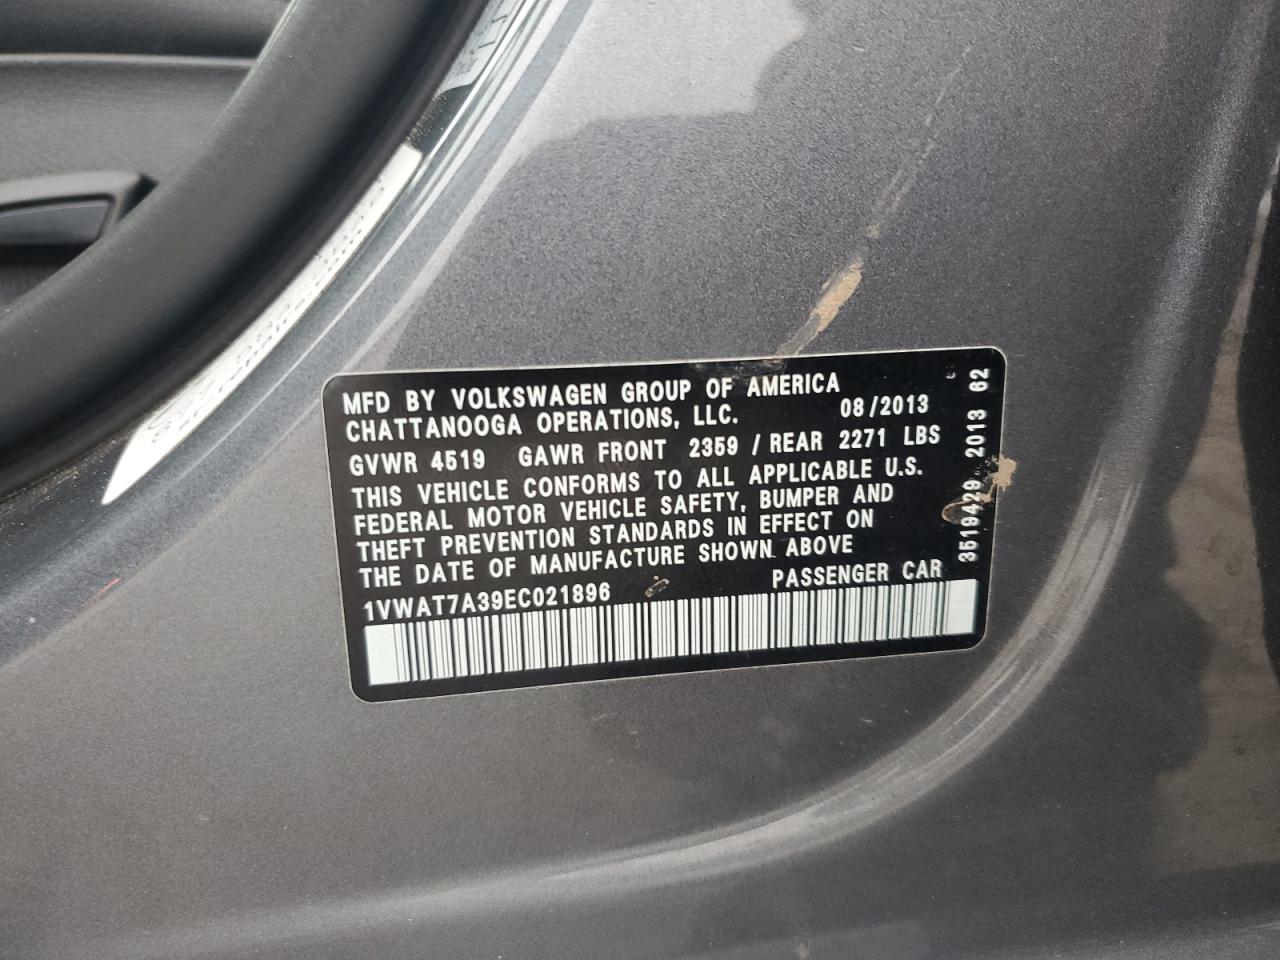 MFD BY VOLKSWAGEN GROUP OF AMERICA
CHATTANOOGA OPERATIONS, LLC. 08/2013
GVWR 4519 GAWR FRONT 2359 / REAR 2271 LBS
THIS VEHICLE CONFORMS TO ALL APPLICABLE U.S.
FEDERAL MOTOR VEHICLE SAFETY, BUMPER AND
THEFT PREVENTION STANDARDS IN EFFECT ON
THE DATE OF MANUFACTURE SHOWN ABOVE
PASSENGER CAR
1VWAT7A39EC021896
3519429 2013 62